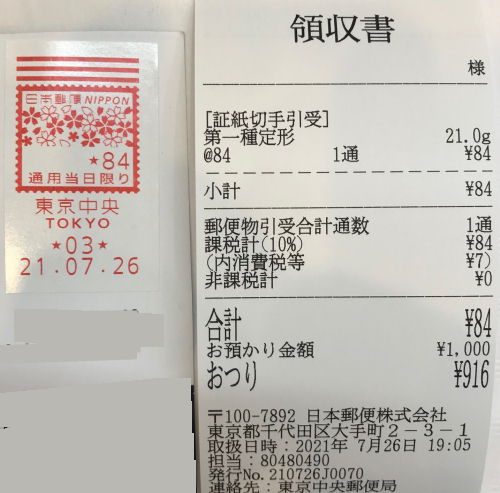 日本郵便 NIPPON
★84
通用当日限り
東京中央
TOKYO
★03★
21.07.26
領収書
様
[証紙切手引受]
第一種定形 21.0g
@84 1通 ¥84
小計 ¥84
郵便物引受合計通数 1通
課税計(10%) ¥84
(内消費税等 ¥7)
非課税計 ¥0
合計 ¥84
お預かり金額 ¥1,000
おつり ¥916
〒100-7892 日本郵便株式会社
東京都千代田区大手町2-3-1
取扱日時:2021年 7月26日 19:05
担当:80480490
発行No.210726J0070
連絡先:東京中央郵便局